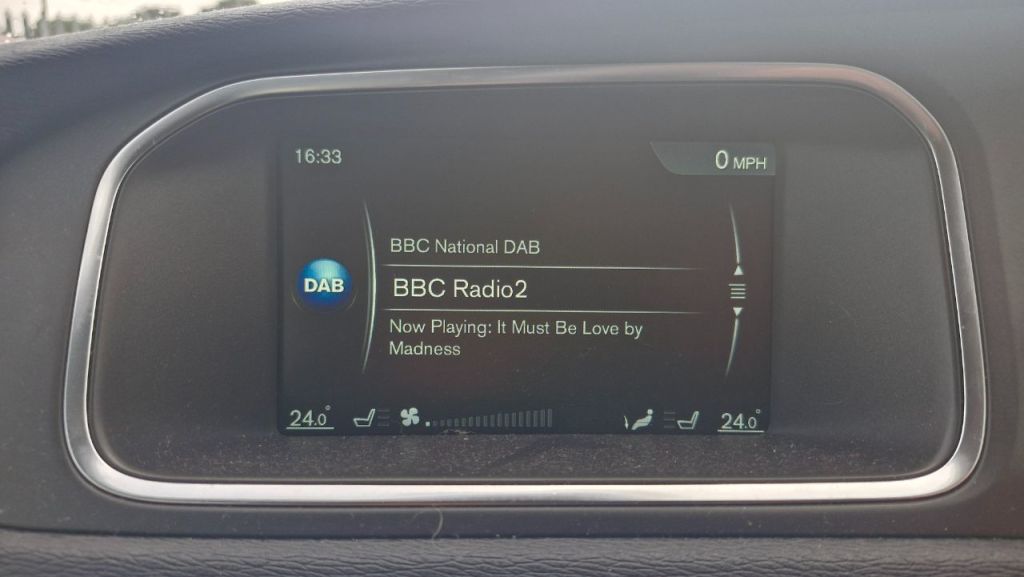 16:33
0 MPH
BBC National DAB
DAB
BBC Radio2
Now Playing: It Must Be Love by
Madness
24.0° 24.0°